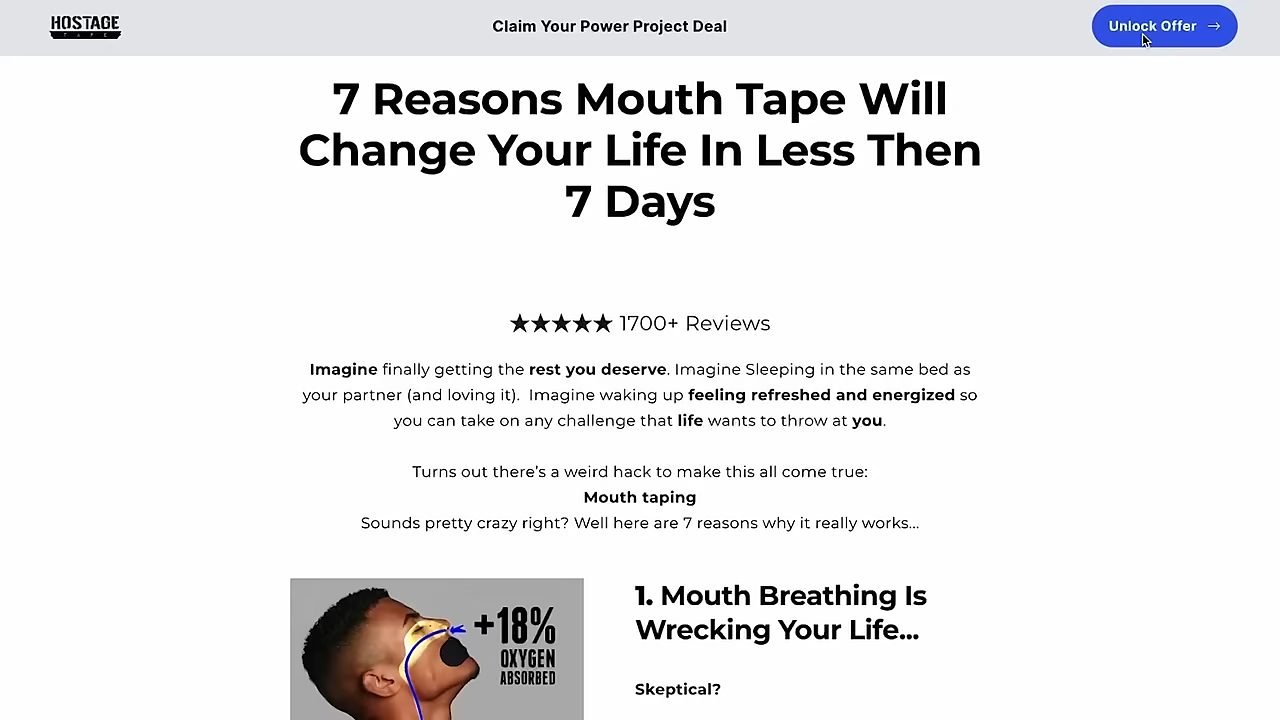 HOSTAGE
TAPE
Claim Your Power Project Deal
Unlock Offer →
7 Reasons Mouth Tape Will
Change Your Life In Less Then
7 Days
★★★★★ 1700+ Reviews
Imagine finally getting the rest you deserve. Imagine Sleeping in the same bed as
your partner (and loving it).  Imagine waking up feeling refreshed and energized so
you can take on any challenge that life wants to throw at you.
Turns out there's a weird hack to make this all come true:
Mouth taping
Sounds pretty crazy right? Well here are 7 reasons why it really works...
+18%
OXYGEN
ABSORBED
1. Mouth Breathing Is
Wrecking Your Life...
Skeptical?